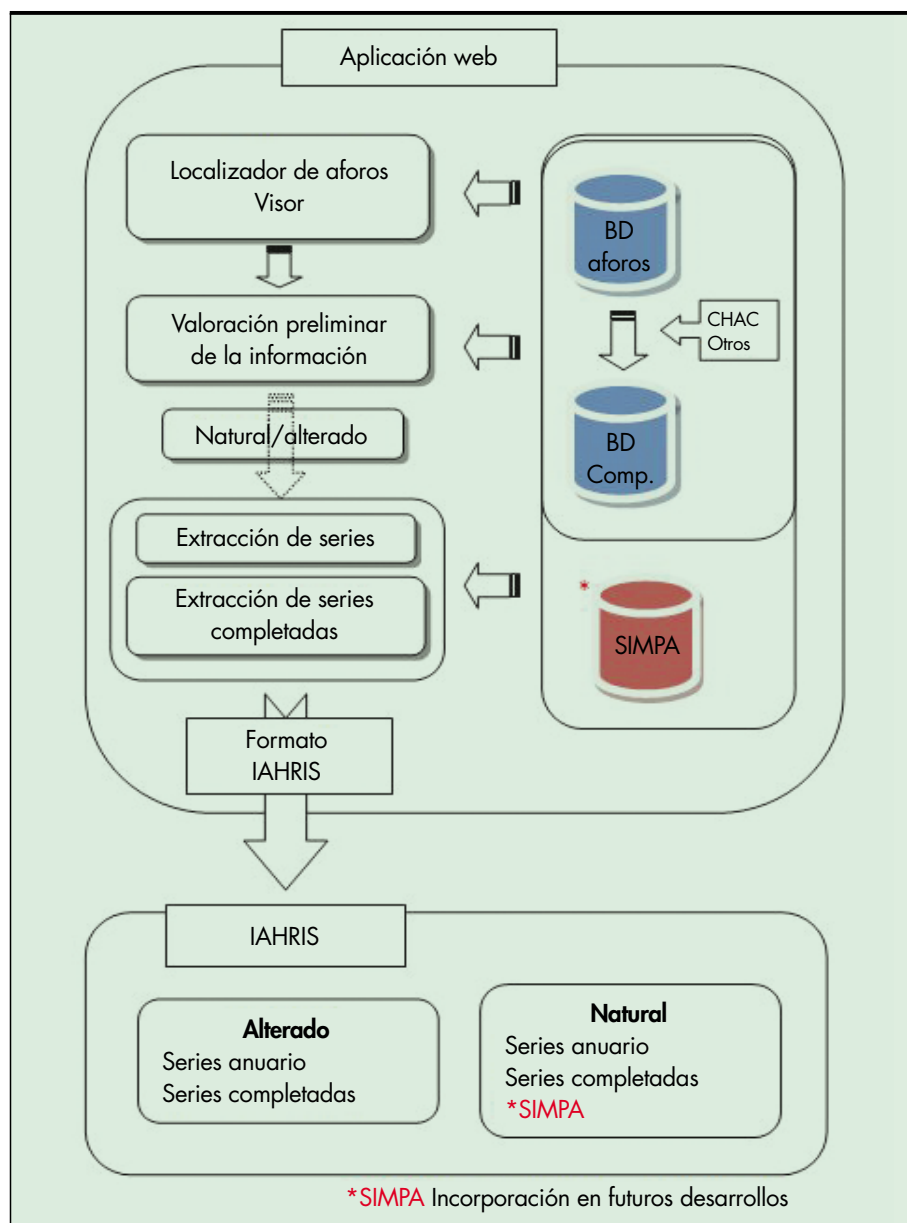 Aplicación web
Localizador de aforos
Visor
BD
aforos
Valoración preliminar
de la información
CHAC
Otros
Natural/alterado
BD
Comp.
Extracción de series
Extracción de series
completadas
*
SIMPA
Formato
IAHRIS
IAHRIS
Alterado
Series anuario
Series completadas
Natural
Series anuario
Series completadas
*SIMPA
*SIMPA Incorporación en futuros desarrollos